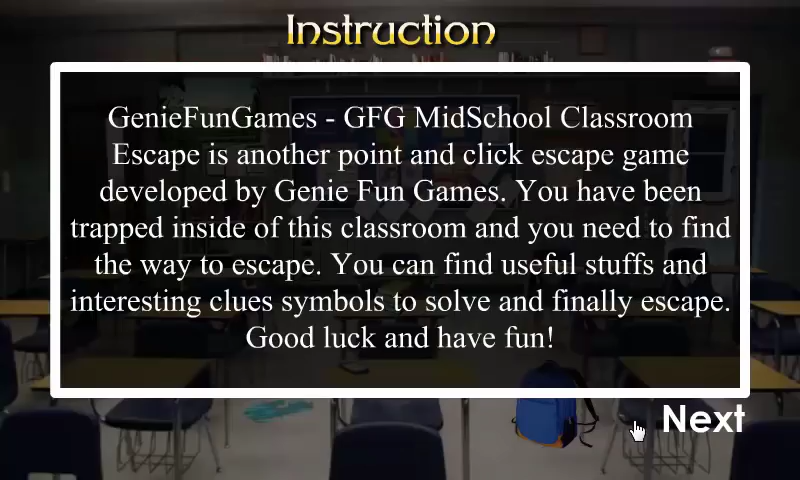 Instruction
GenieFunGames - GFG MidSchool Classroom
Escape is another point and click escape game
developed by Genie Fun Games. You have been
trapped inside of this classroom and you need to find
the way to escape. You can find useful stuffs and
interesting clues symbols to solve and finally escape.
Good luck and have fun!
Next